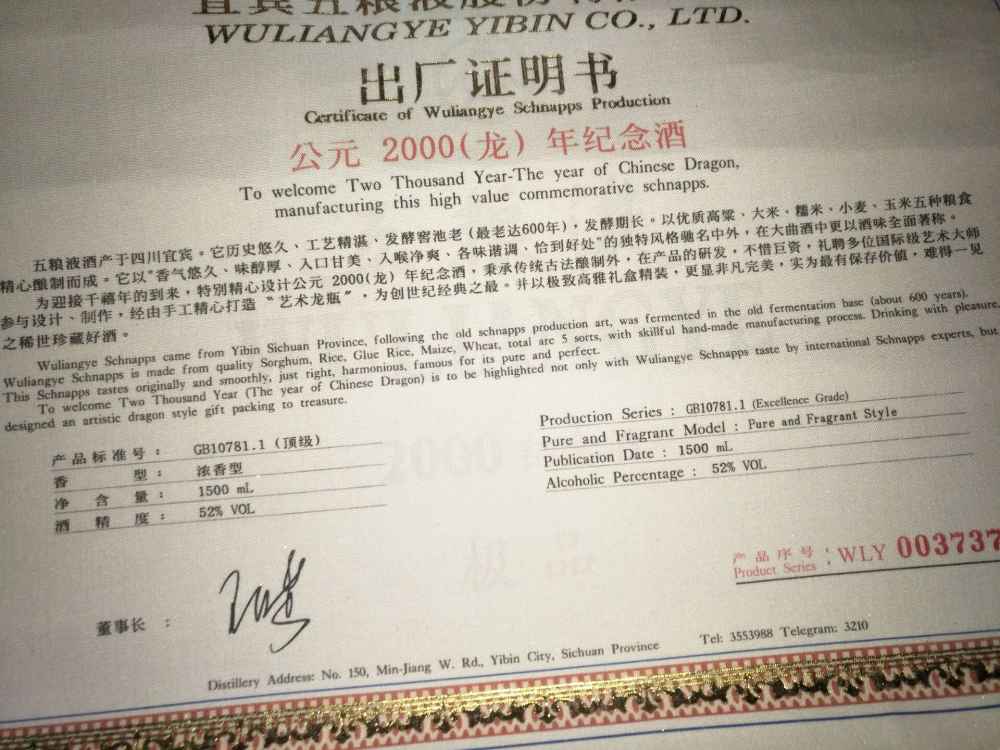 WULIANGYE YIBIN CO., LTD.
出厂证明书
Certificate of Wuliangye Schnapps Production
公元 2000(龙) 年纪念酒
To welcome Two Thousand Year-The year of Chinese Dragon,
manufacturing this high value commemorative schnapps.
五粮液酒产于四川宜宾。它历史悠久、工艺精湛、发酵窖池老(最老达600年)，发酵期长。以优质高粱、大米、糯米、小麦、玉米五种粮食
精心酿制而成。它以"香气悠久、味醇厚、入口甘美、入喉净爽、各味谐调、恰到好处"的独特风格驰名中外，在大曲酒中更以酒味全面著称。
为迎接千禧年的到来，特别精心设计公元 2000(龙) 年纪念酒，秉承传统古法酿制外，在产品的研发，不惜巨资，礼聘多位国际级艺术大师
参与设计、制作，经由手工精心打造 "艺术龙瓶"，为创世纪经典之最。并以极致高雅礼盒精装，更显非凡完美，实为最有保存价值，难得一见
之稀世珍藏好酒。
Wuliangye Schnapps came from Yibin Sichuan Province, following the old schnapps production art, was fermented in the old fermentation base (about 600 years).
Wuliangye Schnapps is made from quality Sorghum, Rice, Glue Rice, Maize, Wheat, total are 5 sorts, with skillful hand-made manufacturing process. Drinking with pleasure.
This Schnapps tastes originally and smoothly, just right, harmonious, famous for its pure and perfect.
To welcome Two Thousand Year (The year of Chinese Dragon) is to be highlighted not only with Wuliangye Schnapps taste by international Schnapps experts, but
designed an artistic dragon style gift packing to treasure.
产品标准号： GB10781.1 (顶级)
香 型： 浓香型
净 含 量： 1500 mL
酒 精 度： 52% VOL
Production Series : GB10781.1 (Excellence Grade)
Pure and Fragrant Model : Pure and Fragrant Style
Publication Date : 1500 mL
Alcoholic Percentage : 52% VOL
产品序号：WLY 003737
Product Series :
董事长 :
Distillery Address: No. 150, Min-Jiang W. Rd., Yibin City, Sichuan Province Tel: 3553988 Telegram: 3210